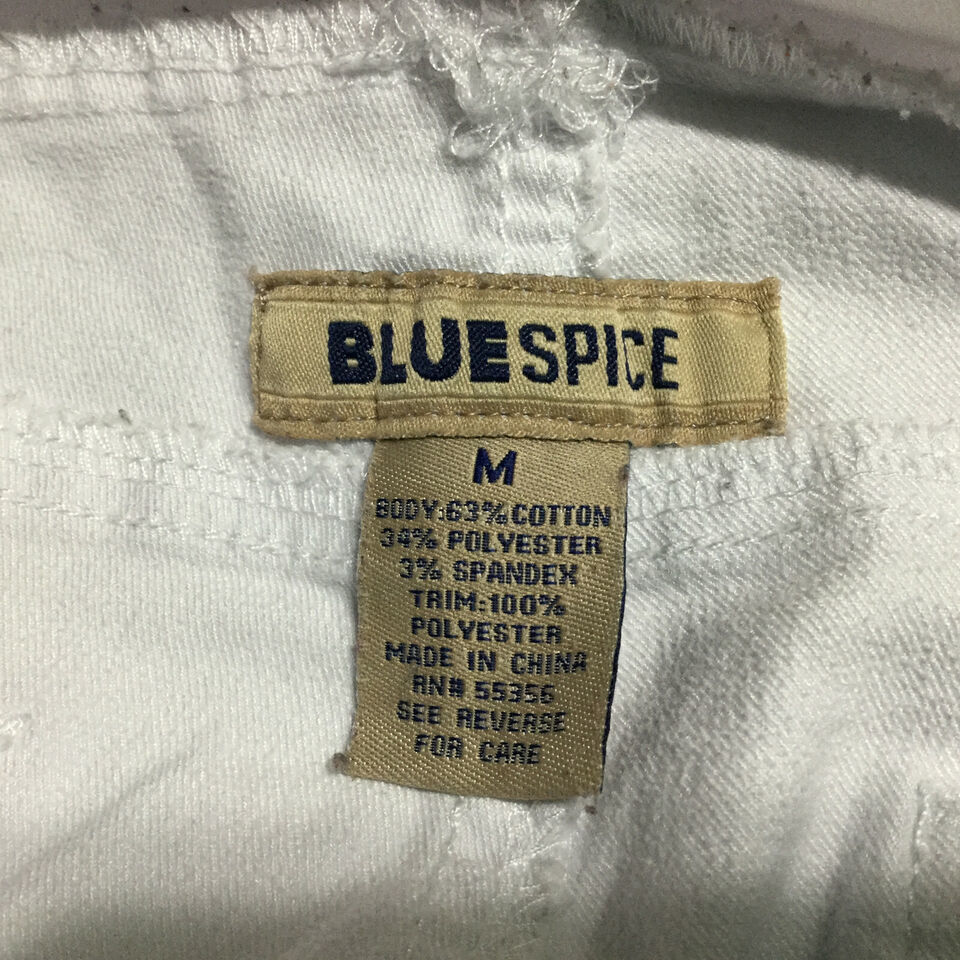 BLUESPICE
M
BODY:63% COTTON
34% POLYESTER
3% SPANDEX
TRIM:100%
POLYESTER
MADE IN CHINA
RN# 55356
SEE REVERSE
FOR CARE